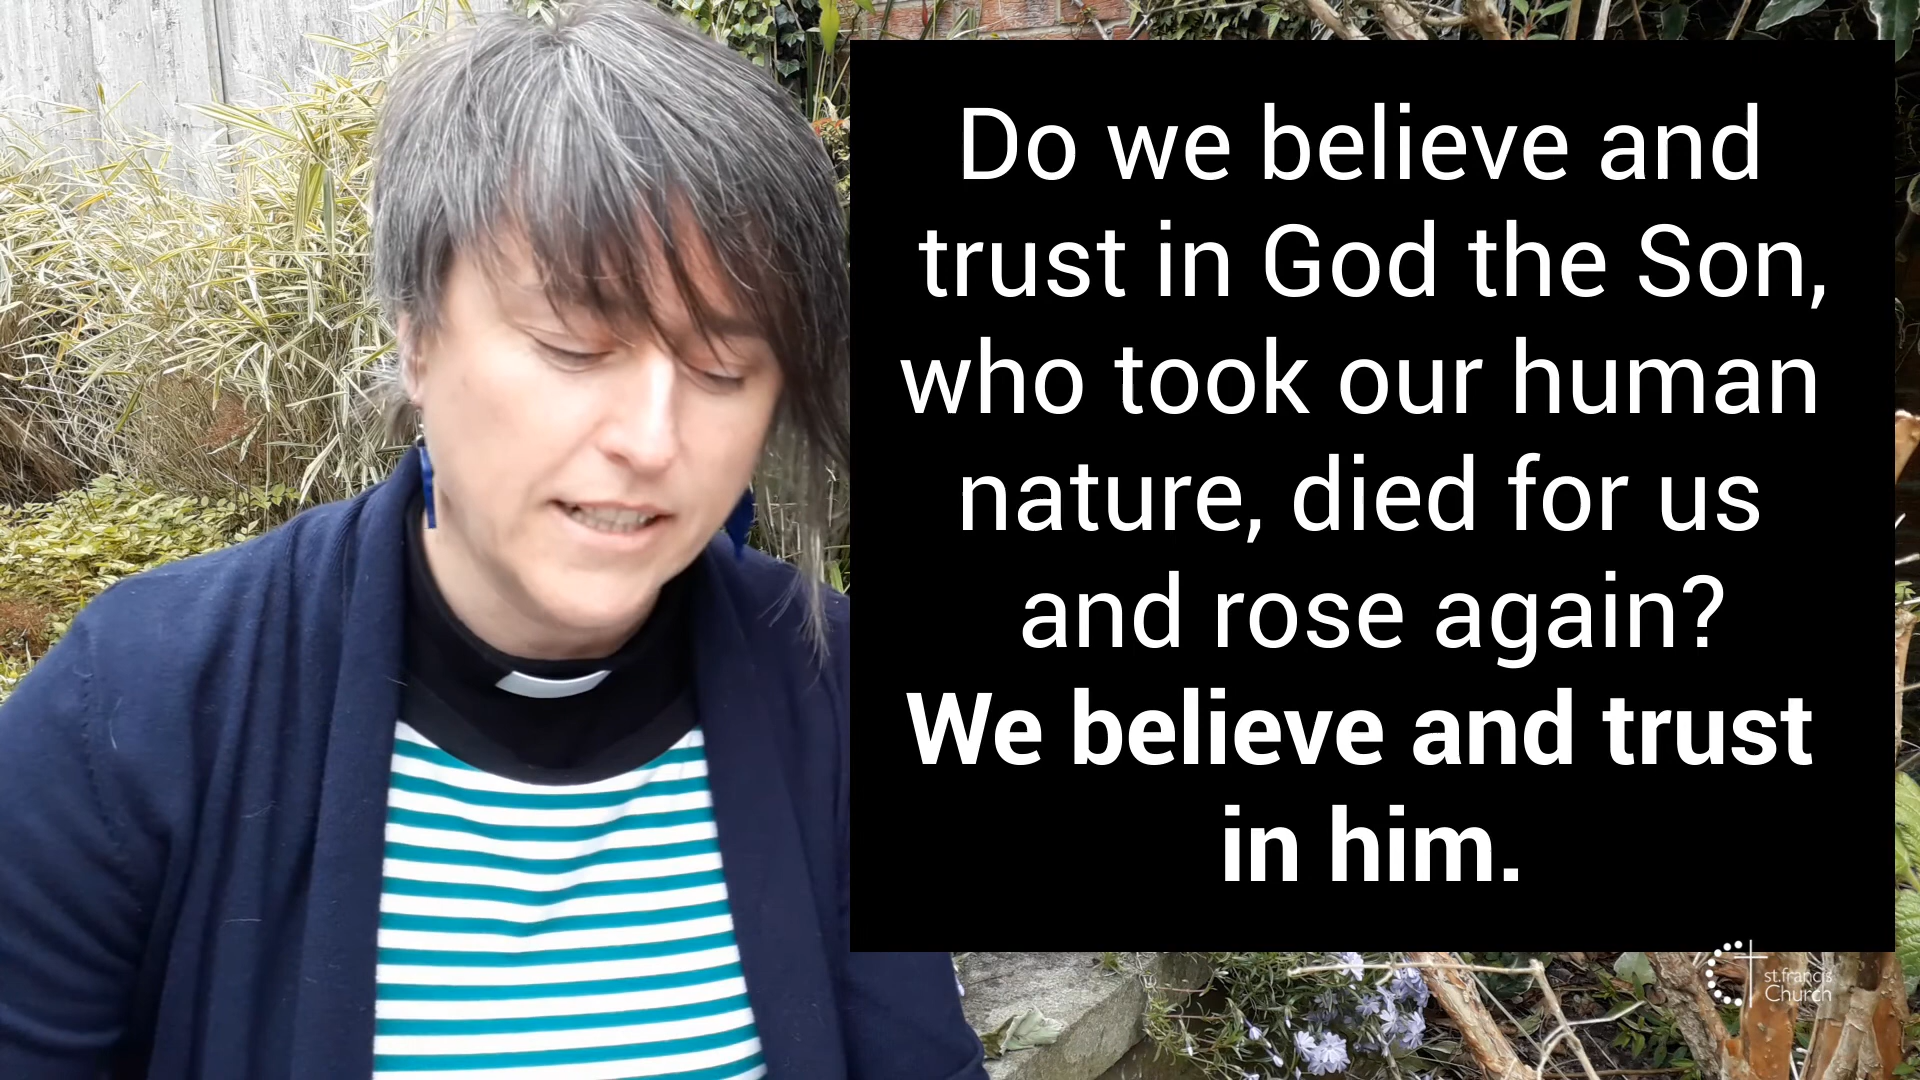 Do we believe and
trust in God the Son,
who took our human
nature, died for us
and rose again?
We believe and trust
in him.
st.francis
Church